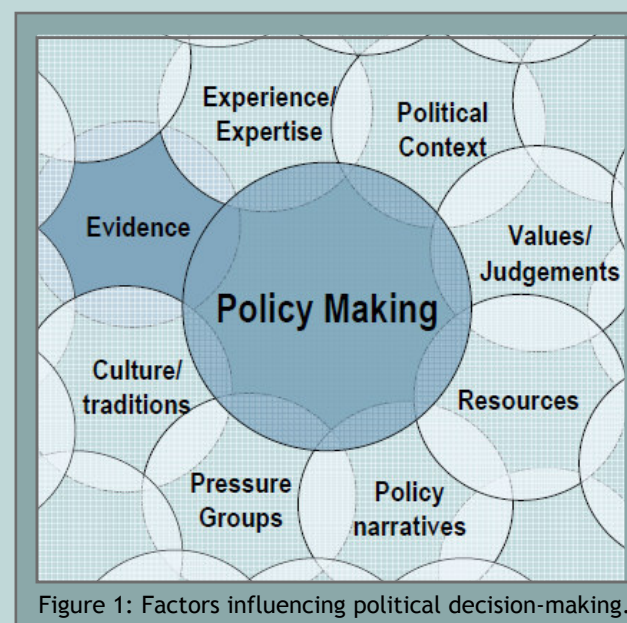 Experience/
Expertise
Political
Context
Evidence
Values/
Judgements
Policy Making
Culture/
traditions
Resources
Pressure
Groups
Policy
narratives
Figure 1: Factors influencing political decision-making.